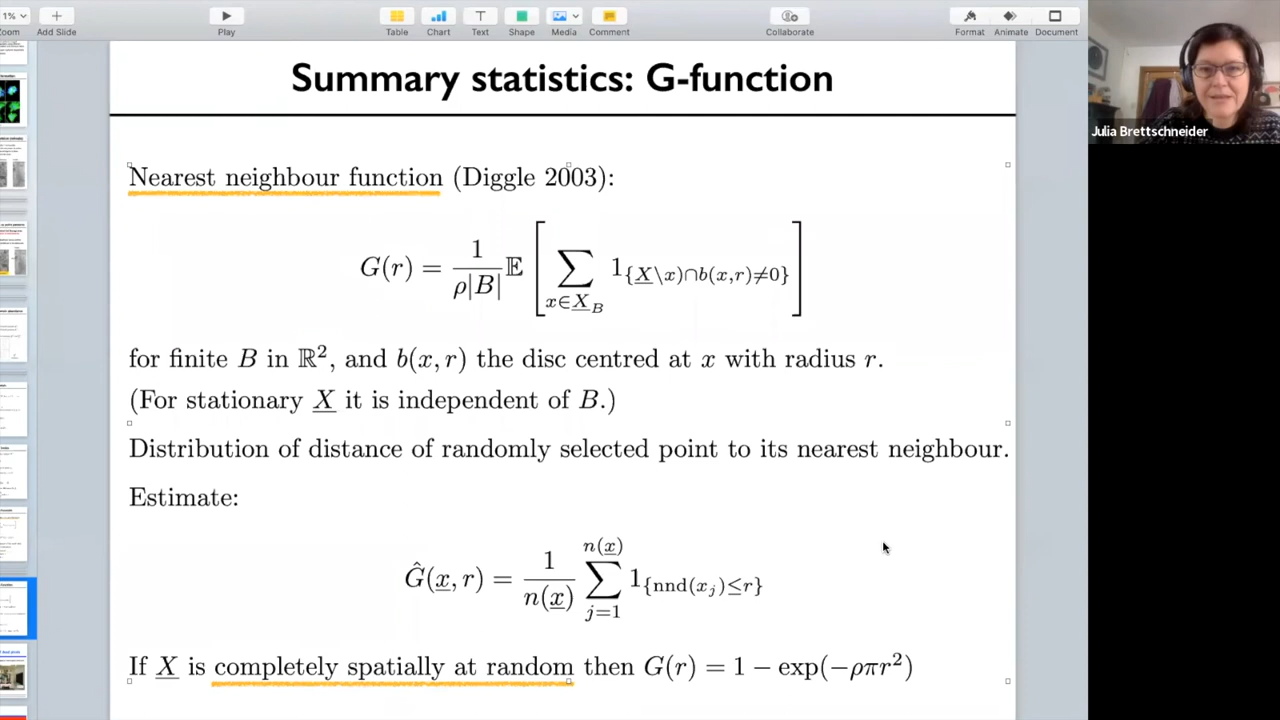 1%
Zoom
Add Slide
Play
Table
Chart
Text
Shape
Media
Comment
Collaborate
Format
Animate
Document
Summary statistics: G-function
Julia Brettschneider
Nearest neighbour function (Diggle 2003):
G(r) = 1/(ρ|B|) 𝔼 [ ∑_{x∈X_B} 1_{{X\x)∩b(x,r)≠0}} ]
for finite B in ℝ², and b(x, r) the disc centred at x with radius r.
(For stationary X it is independent of B.)
Distribution of distance of randomly selected point to its nearest neighbour.
Estimate:
Ĝ(x, r) = 1/n(x) ∑_{j=1}^{n(x)} 1_{{nnd(x_j)≤r}}
If X is completely spatially at random then G(r) = 1 − exp(−ρπr²)